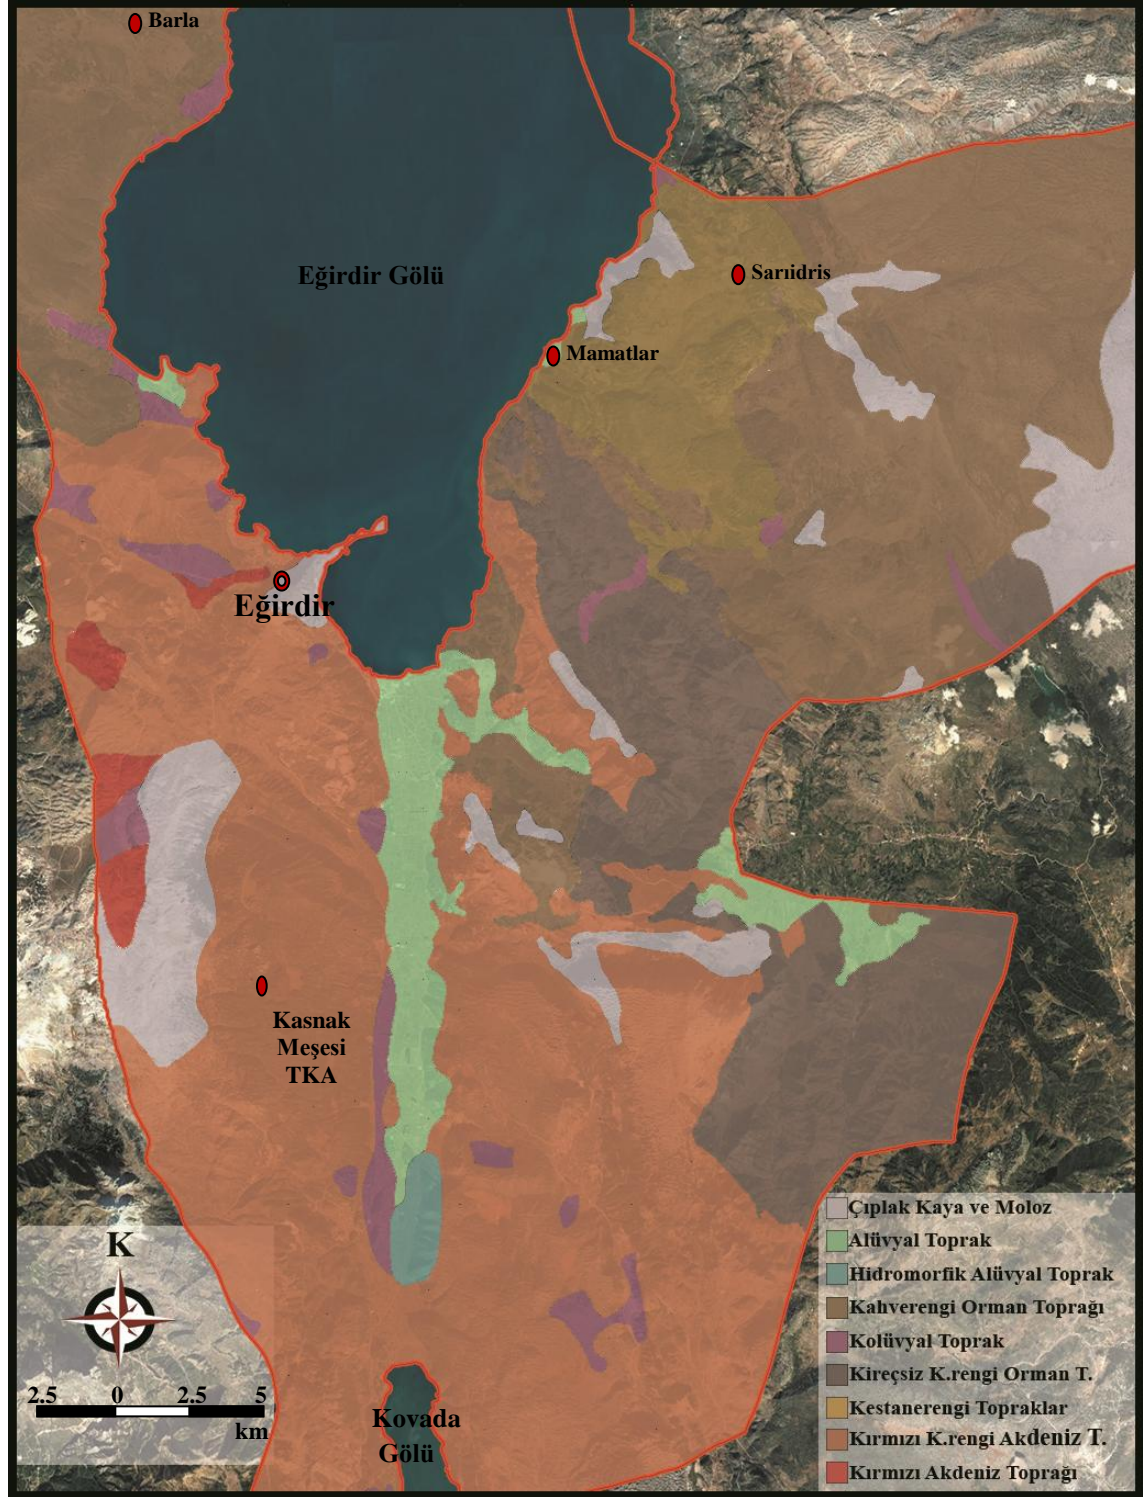 Barla
Eğirdir Gölü
Sarıidris
Mamatlar
Eğirdir
Kasnak
Meşesi
TKA
K
2.5 0 2.5 5
km
Kovada
Gölü
Çıplak Kaya ve Moloz
Alüvyal Toprak
Hidromorfik Alüvyal Toprak
Kahverengi Orman Toprağı
Kolüvyal Toprak
Kireçsiz K.rengi Orman T.
Kestanerengi Topraklar
Kırmızı K.rengi Akdeniz T.
Kırmızı Akdeniz Toprağı